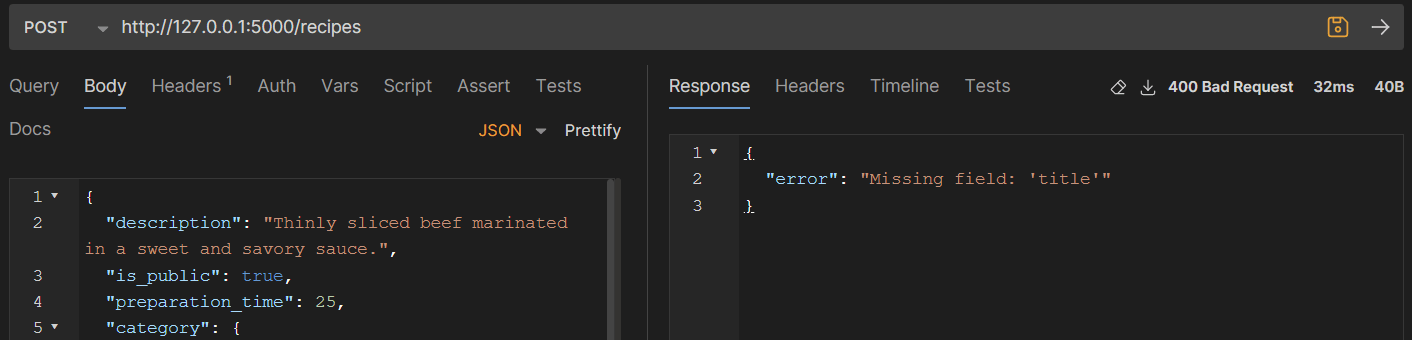 POST http://127.0.0.1:5000/recipes
Query Body Headers 1 Auth Vars Script Assert Tests
Docs JSON Prettify
1 {
2 "description": "Thinly sliced beef marinated
in a sweet and savory sauce.",
3 "is_public": true,
4 "preparation_time": 25,
5 "category": {
Response Headers Timeline Tests 400 Bad Request 32ms 40B
1 {
2 "error": "Missing field: 'title'"
3 }